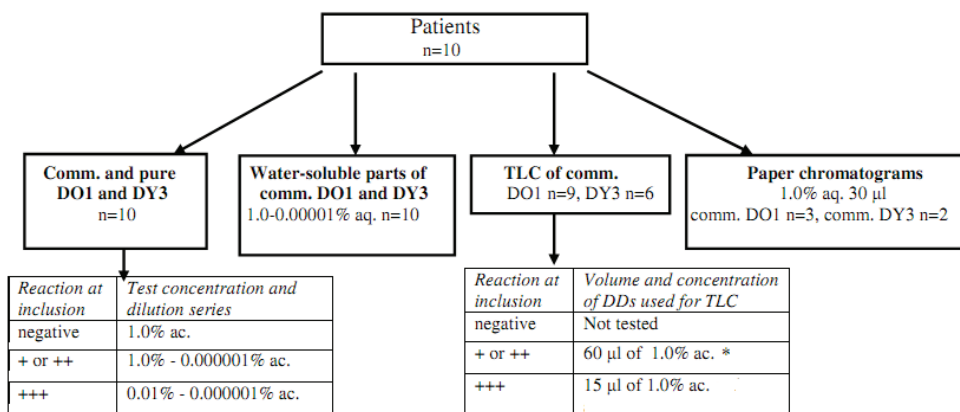 Patients
n=10
Comm. and pure
DO1 and DY3
n=10
Water-soluble parts of
comm. DO1 and DY3
1.0-0.00001% aq. n=10
TLC of comm.
DO1 n=9, DY3 n=6
Paper chromatograms
1.0% aq. 30 µl
comm. DO1 n=3, comm. DY3 n=2
Reaction at
inclusion
Test concentration and
dilution series
negative
1.0% ac.
+ or ++
1.0% - 0.000001% ac.
+++
0.01% - 0.000001% ac.
Reaction at
inclusion
Volume and concentration
of DDs used for TLC
negative
Not tested
+ or ++
60 µl of 1.0% ac. *
+++
15 µl of 1.0% ac.